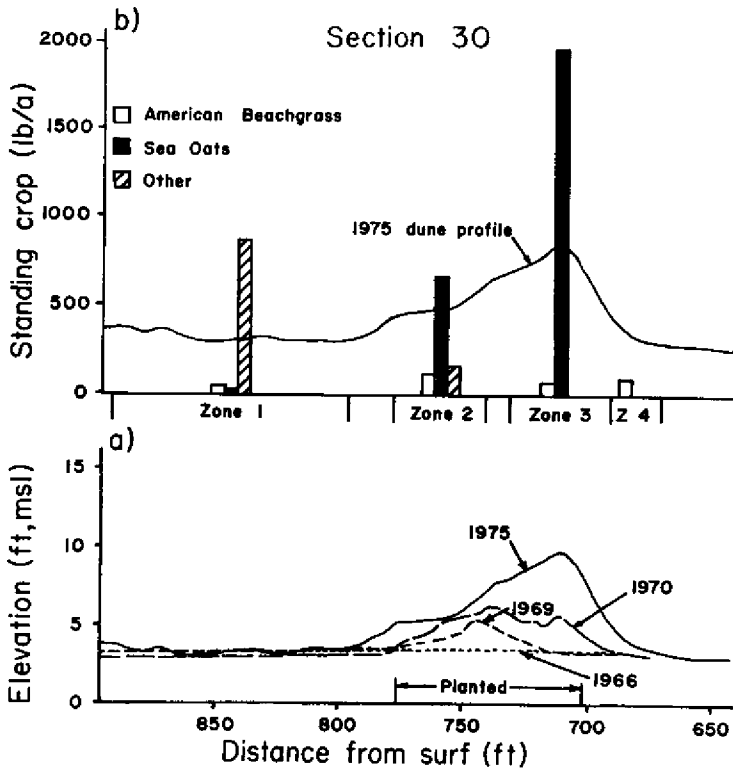 b)
Section 30
Standing crop (lb/a)
2000
1500
1000
500
0
American Beachgrass
Sea Oats
Other
1975 dune profile
Zone 1
Zone 2
Zone 3
Z 4
a)
Elevation (ft,msl)
15
10
5
0
1975
1970
1969
1966
Planted
850
800
750
700
650
Distance from surf (ft)